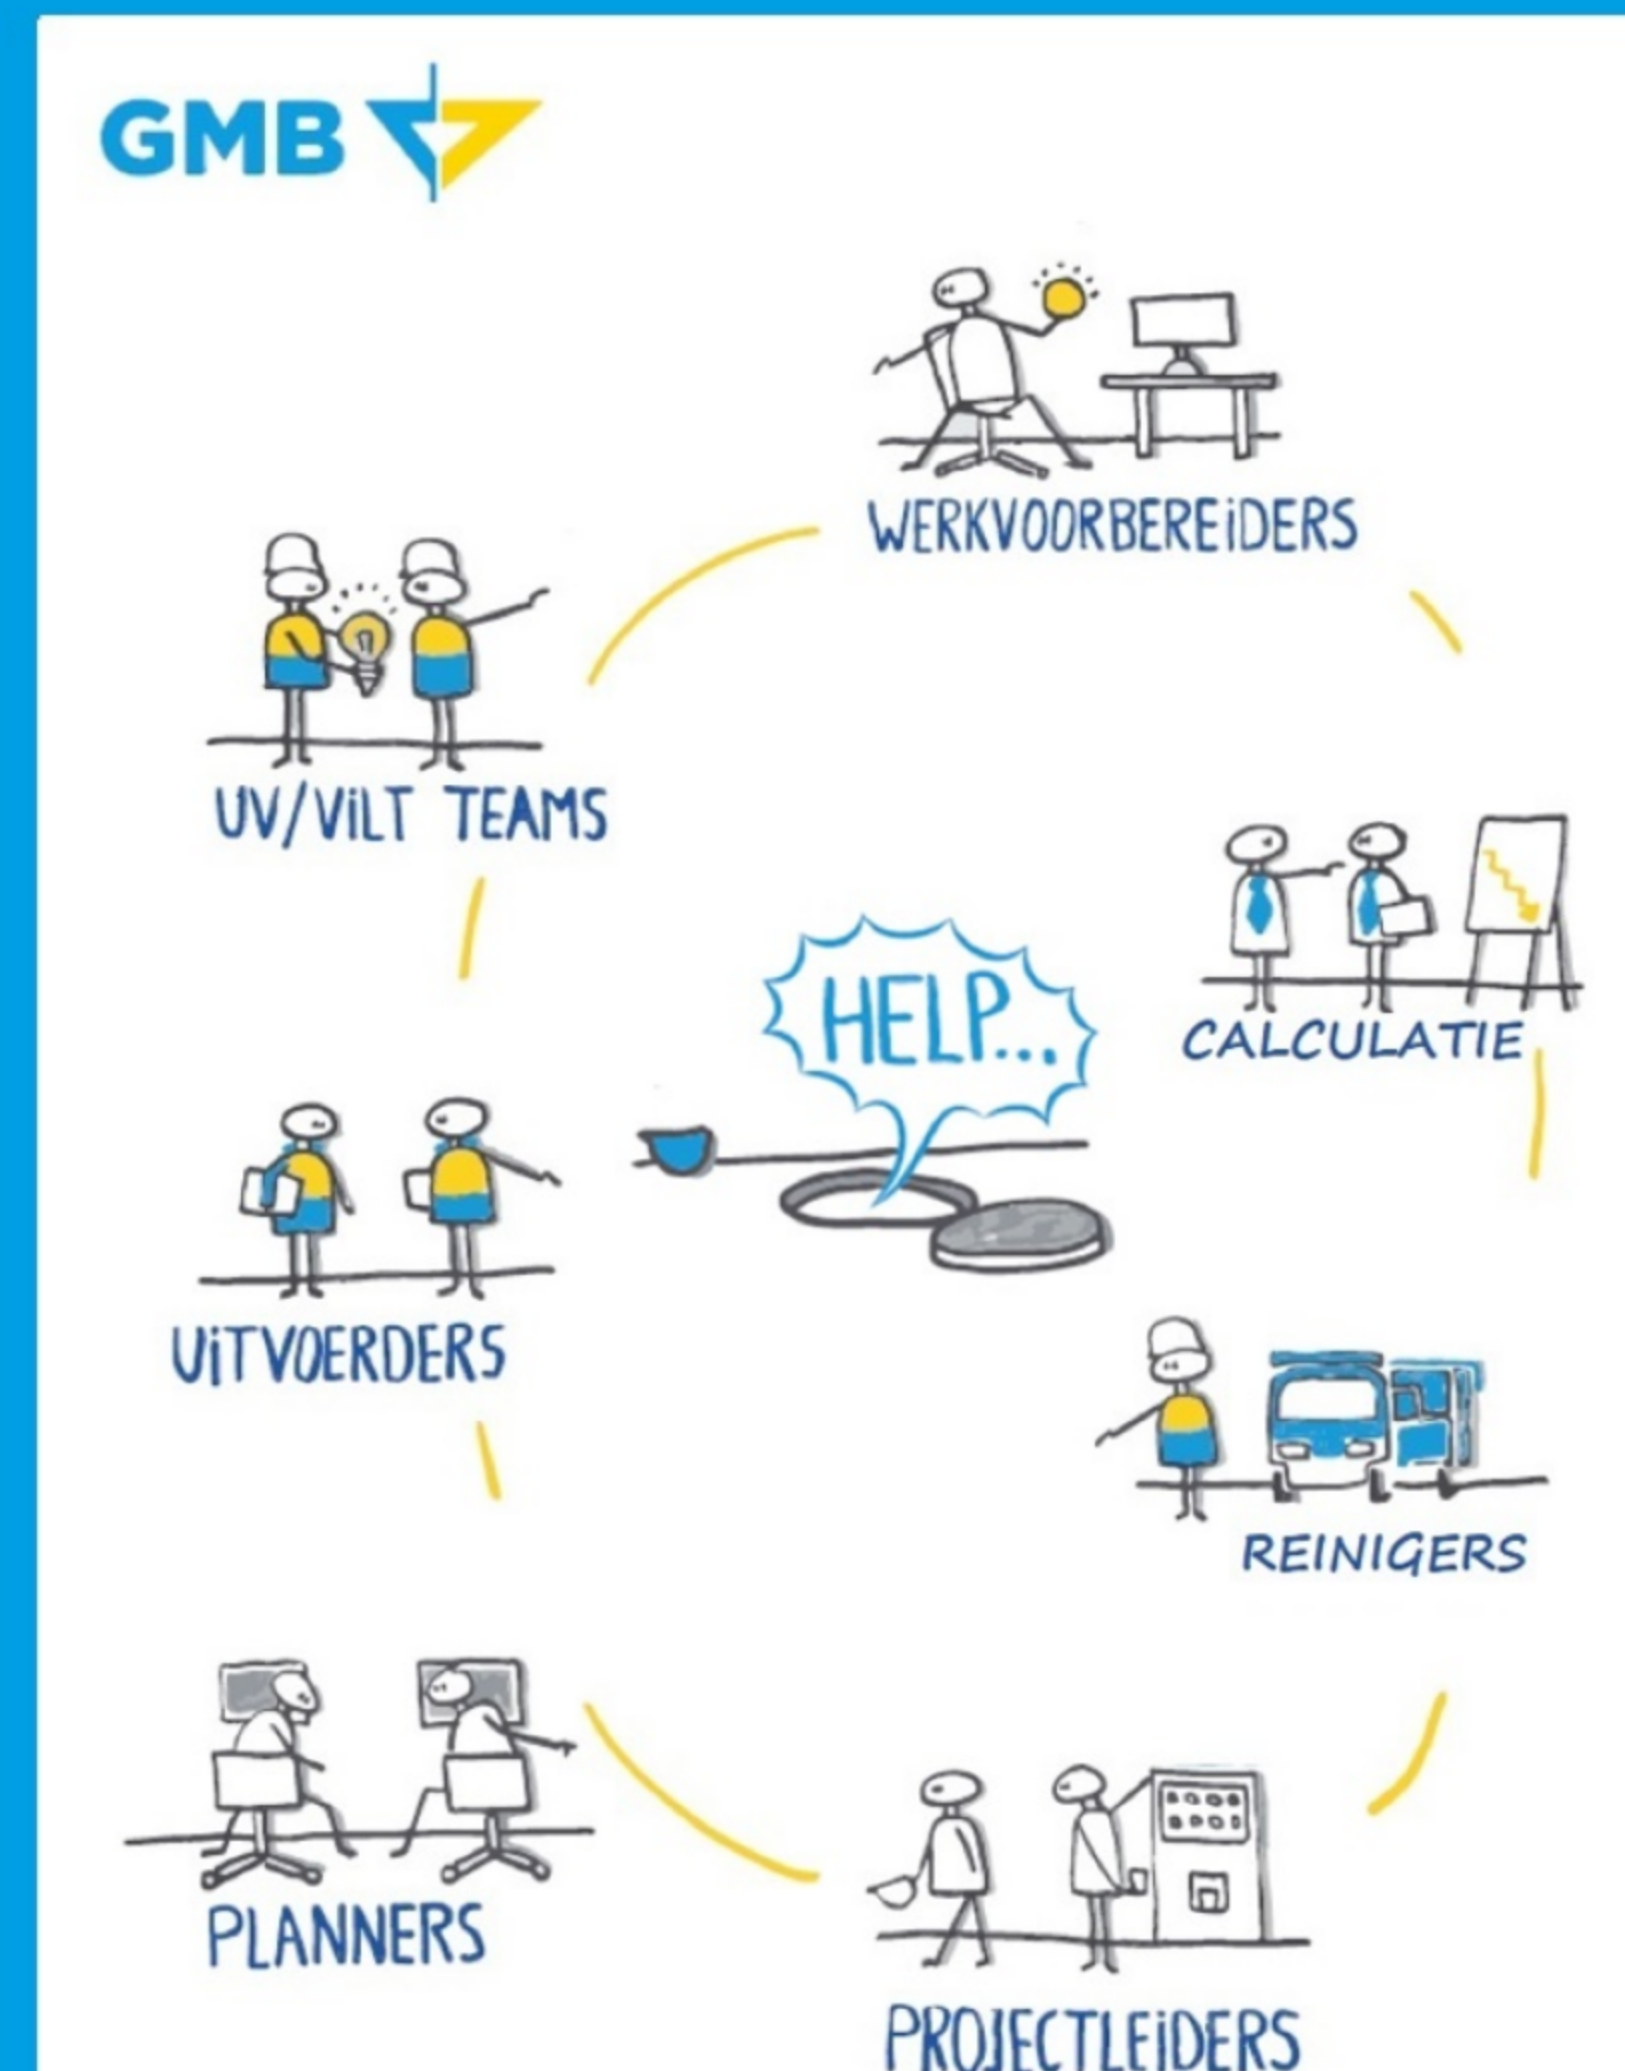 GMB
WERKVOORBEREiDERS
UV/ViLT TEAMS
CALCULATIE
HELP...
UiTVOERDERS
REINIGERS
PLANNERS
PROJECTLEiDERS